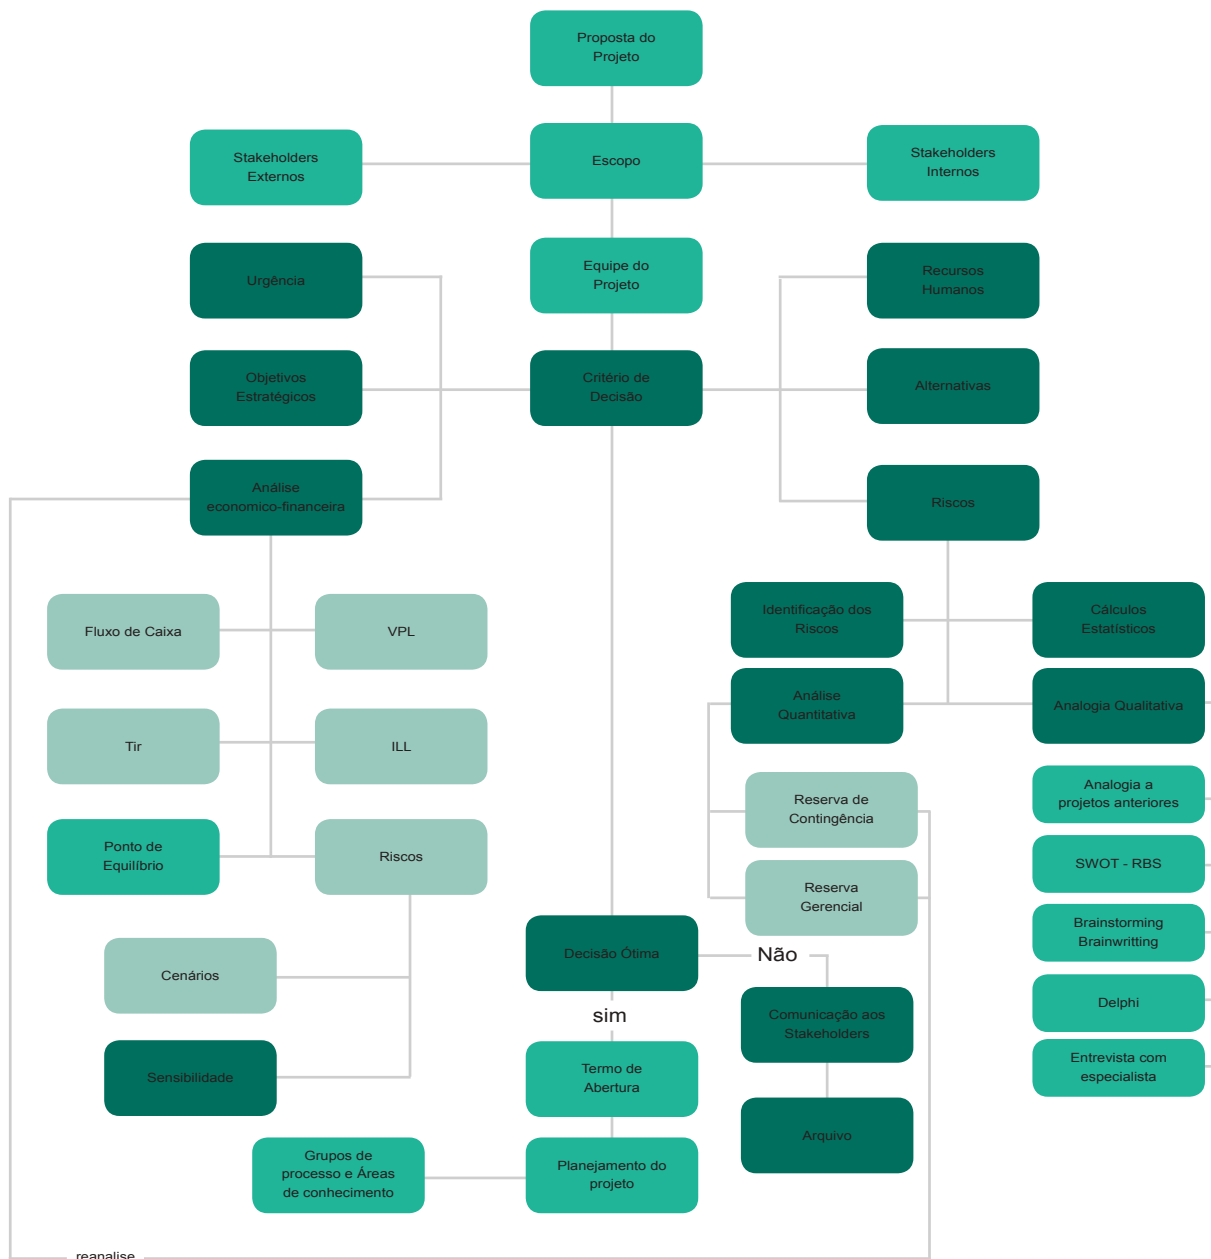 Proposta do
Projeto
Stakeholders
Externos
Escopo
Stakeholders
Internos
Urgência
Equipe do
Projeto
Recursos
Humanos
Objetivos
Estratégicos
Critério de
Decisão
Alternativas
Análise
economico-financeira
Riscos
Fluxo de Caixa
VPL
Identificação dos
Riscos
Cálculos
Estatísticos
Tir
ILL
Análise
Quantitativa
Analogia Qualitativa
Reserva de
Contingência
Analogia a
projetos anteriores
Ponto de
Equilíbrio
Riscos
Reserva
Gerencial
SWOT - RBS
Brainstorming
Brainwritting
Cenários
Decisão Ótima
Não
Delphi
sim
Comunicação aos
Stakeholders
Entrevista com
especialista
Sensibilidade
Termo de
Abertura
Arquivo
Grupos de
processo e Áreas
de conhecimento
Planejamento do
projeto
reanalise